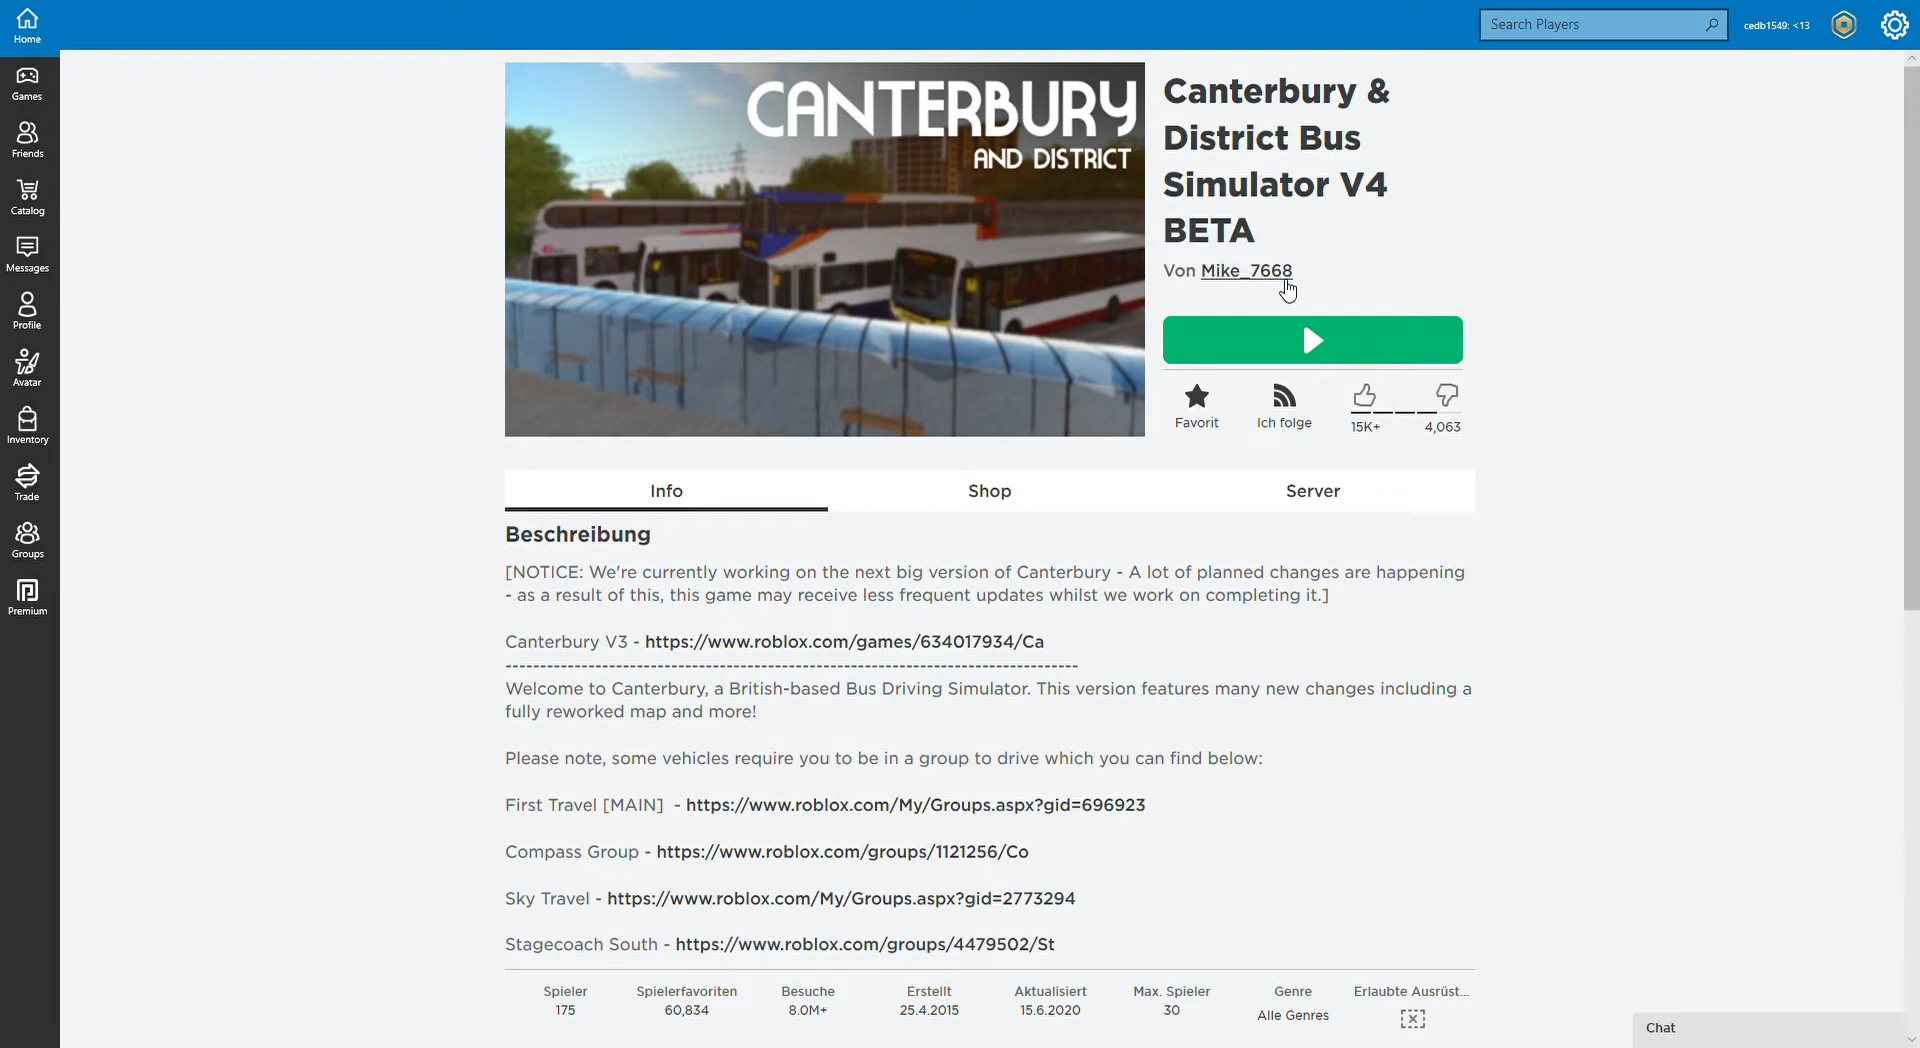 Home
Search Players
cedb1549: <13
Games
Friends
Catalog
Messages
Profile
Avatar
Inventory
Trade
Groups
Premium
CANTERBURY
AND DISTRICT
Canterbury &
District Bus
Simulator V4
BETA
Von Mike_7668
Favorit
Ich folge
15K+
4,063
Info
Shop
Server
Beschreibung
[NOTICE: We're currently working on the next big version of Canterbury - A lot of planned changes are happening
- as a result of this, this game may receive less frequent updates whilst we work on completing it.]
Canterbury V3 - https://www.roblox.com/games/634017934/Ca
-----------------------------------------------------------------------------------
Welcome to Canterbury, a British-based Bus Driving Simulator. This version features many new changes including a
fully reworked map and more!
Please note, some vehicles require you to be in a group to drive which you can find below:
First Travel [MAIN]  - https://www.roblox.com/My/Groups.aspx?gid=696923
Compass Group - https://www.roblox.com/groups/1121256/Co
Sky Travel - https://www.roblox.com/My/Groups.aspx?gid=2773294
Stagecoach South - https://www.roblox.com/groups/4479502/St
Spieler
175
Spielerfavoriten
60,834
Besuche
8.0M+
Erstellt
25.4.2015
Aktualisiert
15.6.2020
Max. Spieler
30
Genre
Alle Genres
Erlaubte Ausrüst...
Chat